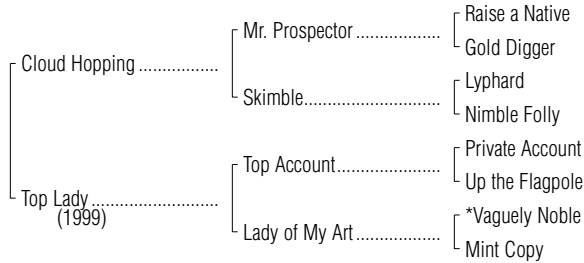 Raise a Native
Mr. Prospector ..................
Gold Digger
Cloud Hopping .................
Lyphard
Skimble.............................
Nimble Folly
Private Account
Top Account......................
Up the Flagpole
Top Lady ...........................
(1999)
*Vaguely Noble
Lady of My Art ..................
Mint Copy